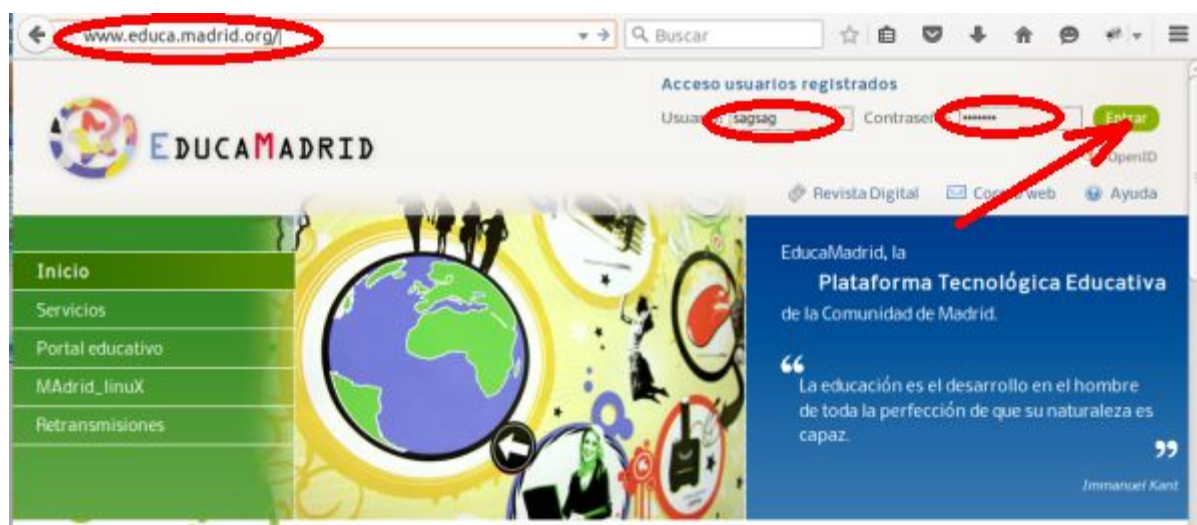 www.educa.madrid.org/
Buscar
Acceso usuarios registrados
sagsag
Entrar
EDUCAMADRID
OpenID
Revista Digital
web
Ayuda
EducaMadrid, la
Plataforma Tecnológica Educativa
de la Comunidad de Madrid.
Inicio
Servicios
Portal educativo
MAdrid_linuX
Retransmisiones
“
La educación es el desarrollo en el hombre
de toda la perfección de que su naturaleza es
capaz.
”
Immanuel Kant